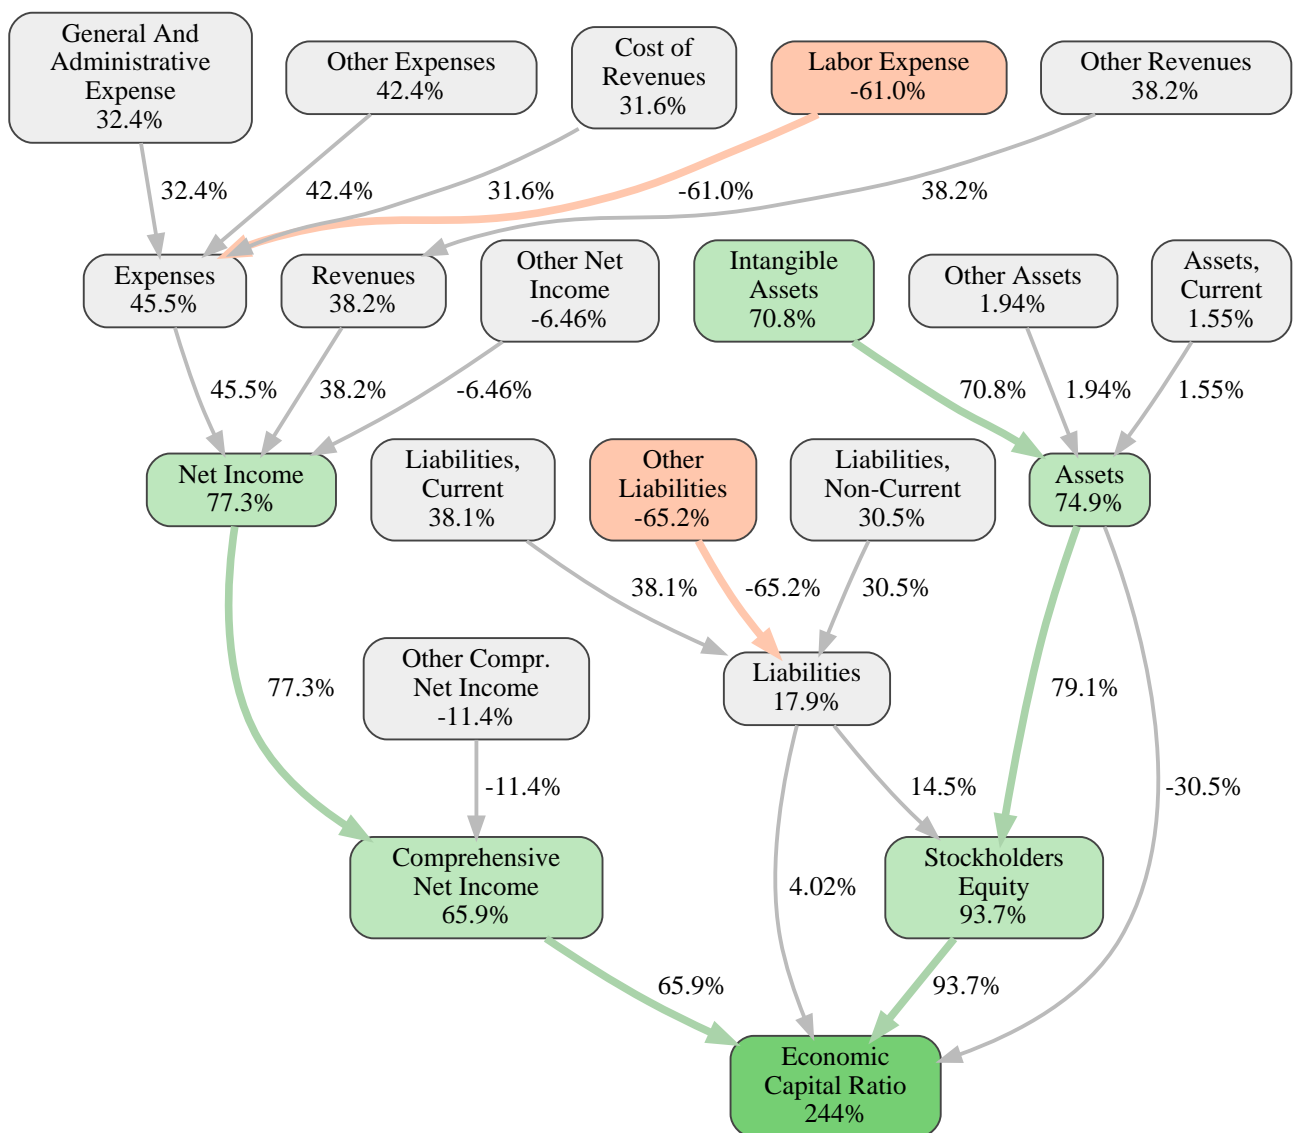 General And
Administrative
Expense
32.4%
Other Expenses
42.4%
Cost of
Revenues
31.6%
Labor Expense
-61.0%
Other Revenues
38.2%
32.4%
42.4%
31.6%
-61.0%
38.2%
Expenses
45.5%
Revenues
38.2%
Other Net
Income
-6.46%
Intangible
Assets
70.8%
Other Assets
1.94%
Assets,
Current
1.55%
45.5%
38.2%
-6.46%
70.8%
1.94%
1.55%
Net Income
77.3%
Liabilities,
Current
38.1%
Other
Liabilities
-65.2%
Liabilities,
Non-Current
30.5%
Assets
74.9%
38.1%
-65.2%
30.5%
77.3%
Other Compr.
Net Income
-11.4%
Liabilities
17.9%
79.1%
-11.4%
14.5%
-30.5%
Comprehensive
Net Income
65.9%
4.02%
Stockholders
Equity
93.7%
65.9%
93.7%
Economic
Capital Ratio
244%